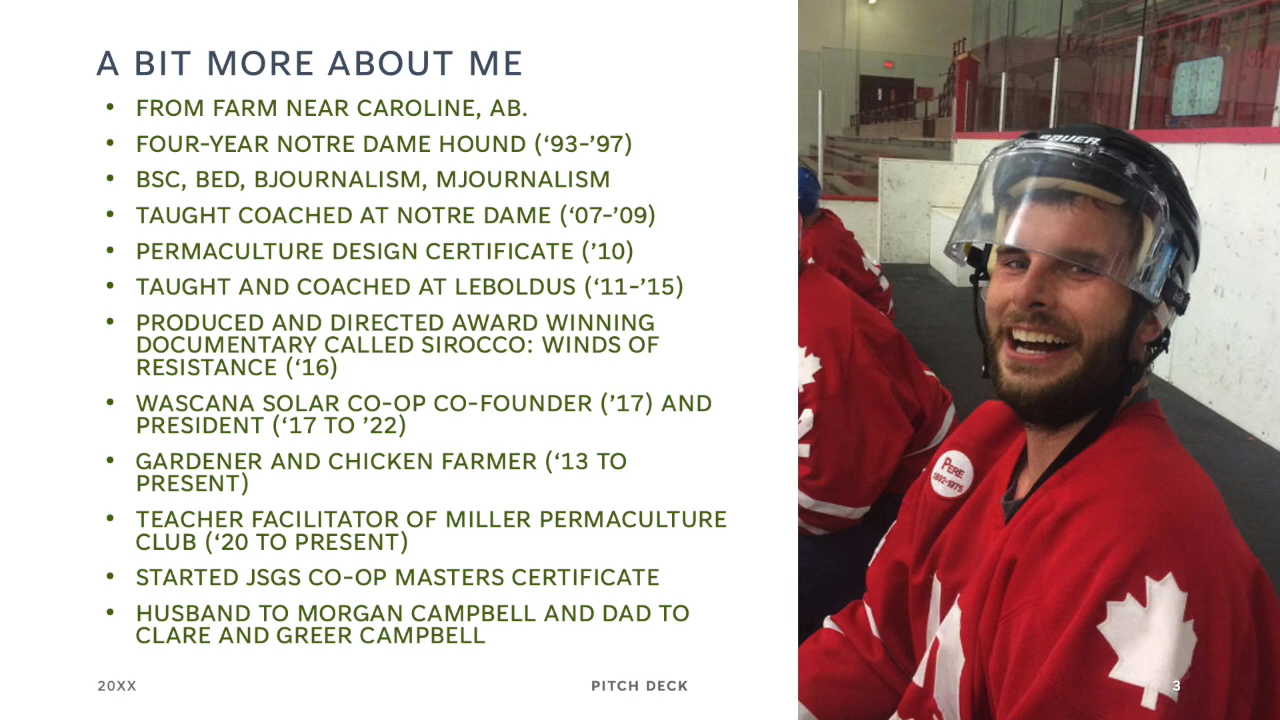 A BIT MORE ABOUT ME
• FROM FARM NEAR CAROLINE, AB.
• FOUR-YEAR NOTRE DAME HOUND (‘93-’97)
• BSC, BED, BJOURNALISM, MJOURNALISM
• TAUGHT COACHED AT NOTRE DAME (‘07-’09)
• PERMACULTURE DESIGN CERTIFICATE (’10)
• TAUGHT AND COACHED AT LEBOLDUS (‘11-’15)
• PRODUCED AND DIRECTED AWARD WINNING
DOCUMENTARY CALLED SIROCCO: WINDS OF
RESISTANCE (‘16)
• WASCANA SOLAR CO-OP CO-FOUNDER (’17) AND
PRESIDENT (‘17 TO ’22)
• GARDENER AND CHICKEN FARMER (‘13 TO
PRESENT)
• TEACHER FACILITATOR OF MILLER PERMACULTURE
CLUB (‘20 TO PRESENT)
• STARTED JSGS CO-OP MASTERS CERTIFICATE
• HUSBAND TO MORGAN CAMPBELL AND DAD TO
CLARE AND GREER CAMPBELL
20XX
PITCH DECK
3
BAUER
PERE
1892-1975